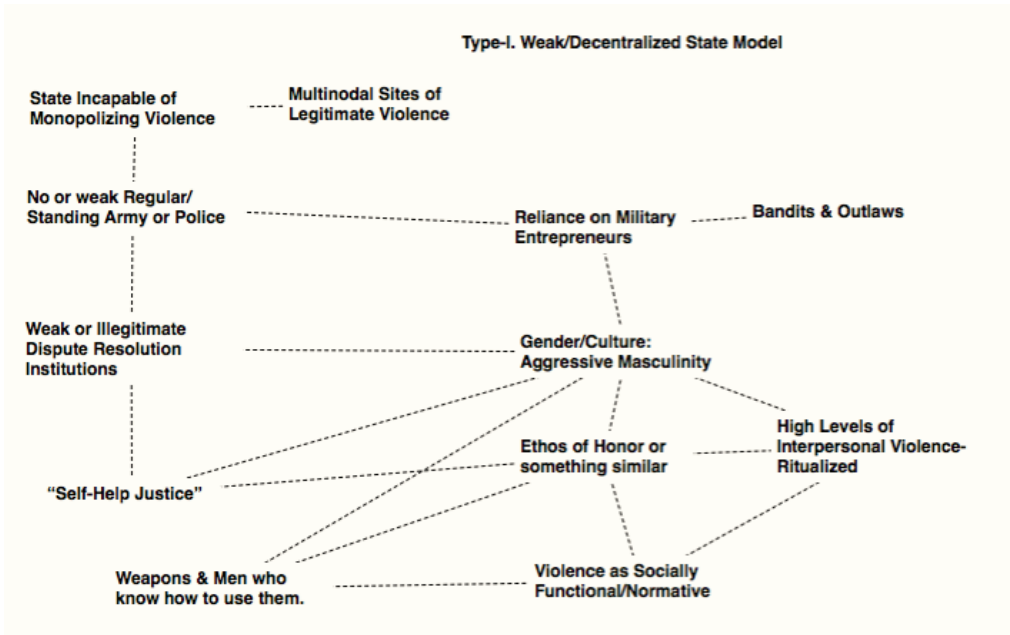 Type-I. Weak/Decentralized State Model
State Incapable of
Monopolizing Violence
Multinodal Sites of
Legitimate Violence
No or weak Regular/
Standing Army or Police
Reliance on Military
Entrepreneurs
Bandits & Outlaws
Weak or Illegitimate
Dispute Resolution
Institutions
Gender/Culture:
Aggressive Masculinity
High Levels of
Interpersonal Violence-
Ritualized
Ethos of Honor or
something similar
“Self-Help Justice”
Weapons & Men who
know how to use them.
Violence as Socially
Functional/Normative